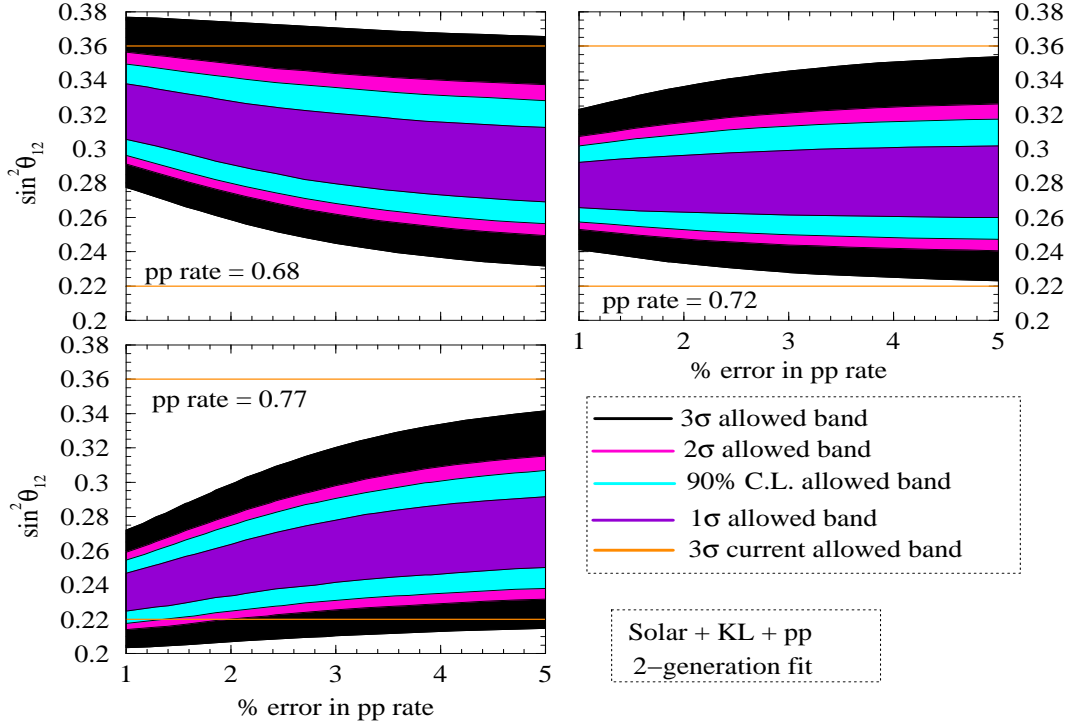 0.38
0.36
0.34
0.32
0.3
0.28
0.26
0.24
0.22
0.2
sin²θ₁₂
pp rate = 0.68
0.38
0.36
0.34
0.32
0.3
0.28
0.26
0.24
0.22
0.2
pp rate = 0.72
1 2 3 4 5
% error in pp rate
0.38
0.36
0.34
0.32
0.3
0.28
0.26
0.24
0.22
0.2
sin²θ₁₂
pp rate = 0.77
1 2 3 4 5
% error in pp rate
3σ allowed band
2σ allowed band
90% C.L. allowed band
1σ allowed band
3σ current allowed band
Solar + KL + pp
2−generation fit